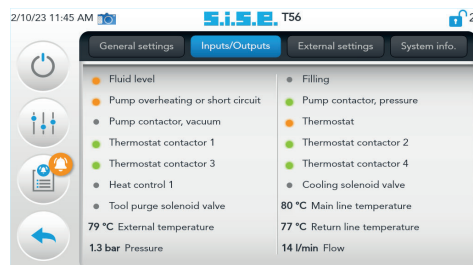 2/10/23 11:45 AM S.I.S.E. T56 2
General settings Inputs/Outputs External settings System info.
Fluid level Filling
Pump overheating or short circuit Pump contactor, pressure
Pump contactor, vacuum Thermostat
Thermostat contactor 1 Thermostat contactor 2
Thermostat contactor 3 Thermostat contactor 4
Heat control 1 Cooling solenoid valve
Tool purge solenoid valve 80 °C Main line temperature
79 °C External temperature 77 °C Return line temperature
1.3 bar Pressure 14 l/min Flow